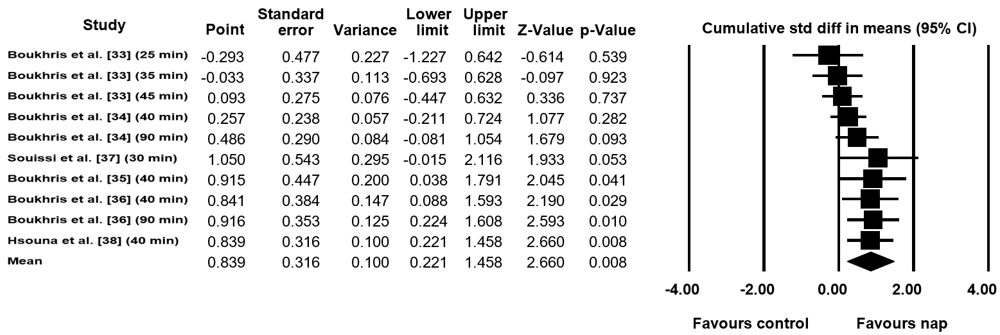 Study Point Standard error Variance Lower limit Upper limit Z-Value p-Value Cumulative std diff in means (95% CI)
Boukhris et al. [33] (25 min) -0.293 0.477 0.227 -1.227 0.642 -0.614 0.539
Boukhris et al. [33] (35 min) -0.033 0.337 0.113 -0.693 0.628 -0.097 0.923
Boukhris et al. [33] (45 min) 0.093 0.275 0.076 -0.447 0.632 0.336 0.737
Boukhris et al. [34] (40 min) 0.257 0.238 0.057 -0.211 0.724 1.077 0.282
Boukhris et al. [34] (90 min) 0.486 0.290 0.084 -0.081 1.054 1.679 0.093
Souissi et al. [37] (30 min) 1.050 0.543 0.295 -0.015 2.116 1.933 0.053
Boukhris et al. [35] (40 min) 0.915 0.447 0.200 0.038 1.791 2.045 0.041
Boukhris et al. [36] (40 min) 0.841 0.384 0.147 0.088 1.593 2.190 0.029
Boukhris et al. [36] (90 min) 0.916 0.353 0.125 0.224 1.608 2.593 0.010
Hsouna et al. [38] (40 min) 0.839 0.316 0.100 0.221 1.458 2.660 0.008
Mean 0.839 0.316 0.100 0.221 1.458 2.660 0.008
-4.00 -2.00 0.00 2.00 4.00
Favours control Favours nap